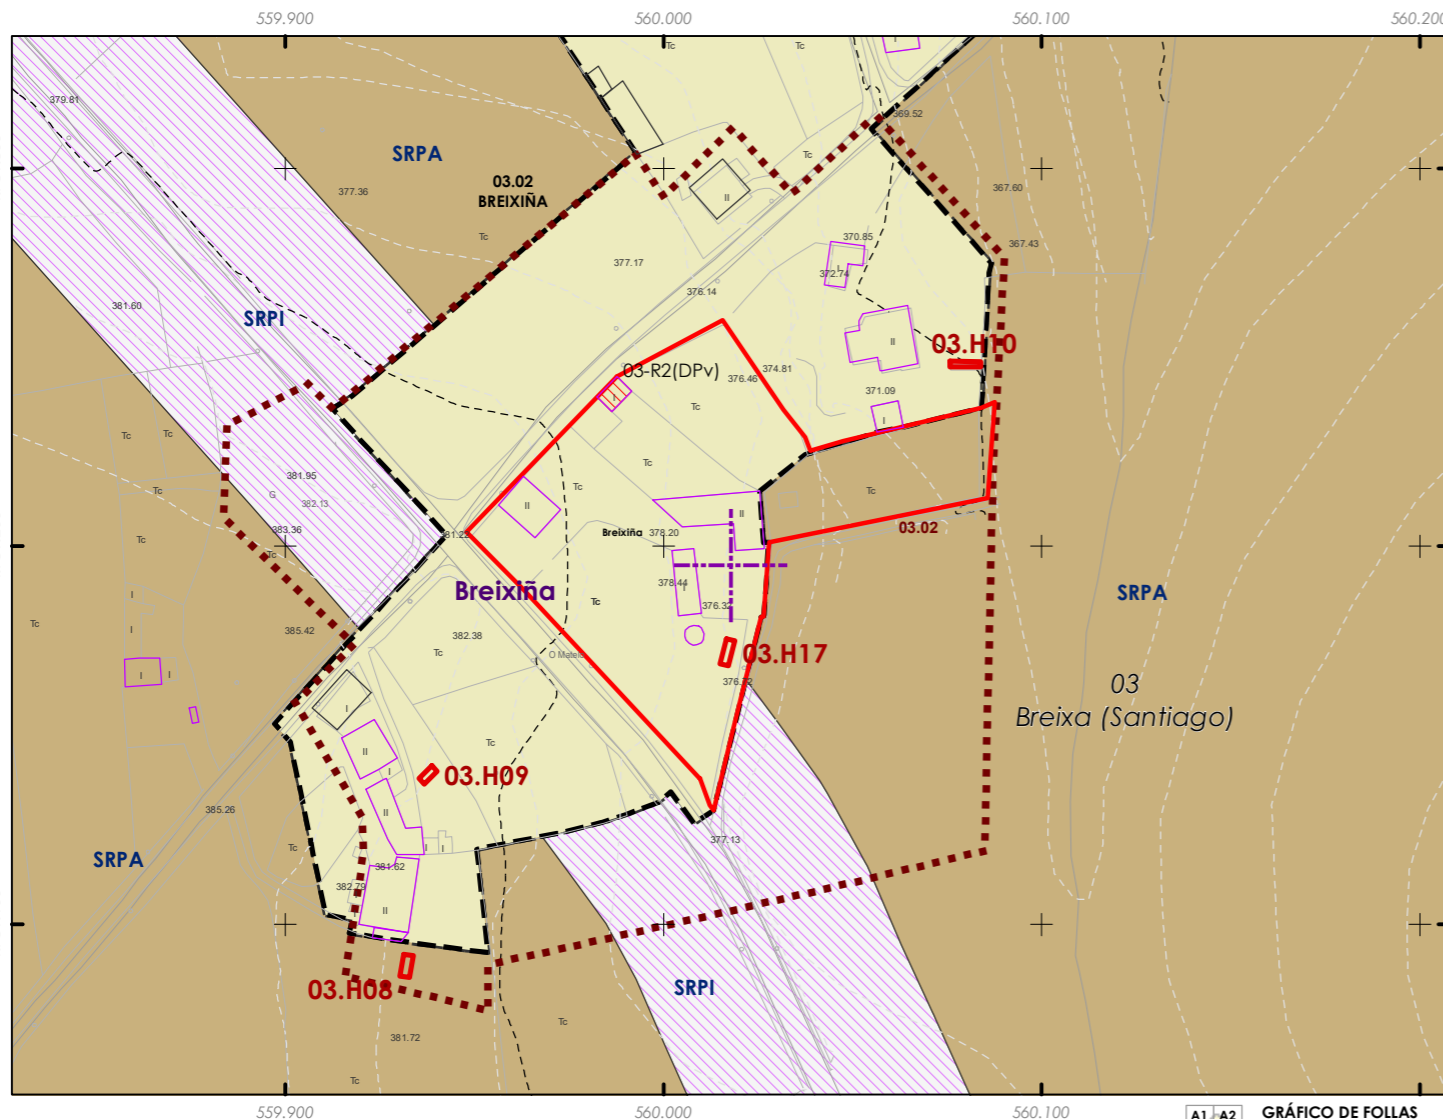 559.900
560.000
560.100
560.200
Tc
Tc
379.81
369.52
SRPA
Tc
03.02
BREIXIÑA
377.36
367.60
II
Tc
370.85
367.43
377.17
372.74
I
376.14
381.60
SRPI
II
03.H10
03-R2(DPv)
374.81
376.46
I
Tc
371.09
I
Tc
Tc
Tc
Tc
381.95
G
382.13
Tc
Tc
II
II
383.36
Tc
381.22
Breixiña
378.20
03.02
Tc
Breixiña
378.44
I
SRPA
I
Tc
376.32
I
385.42
382.38
Tc
Tc
O Mateio
03.H17
I
I
376.72
03
Breixa (Santiago)
I
Tc
II
I
03.H09
385.26
II
377.13
Tc
I
I
SRPA
381.62
382.79
II
SRPI
03.H08
Tc
381.72
Tc
559.900
560.000
560.100
A1
A2
GRÁFICO DE FOLLAS